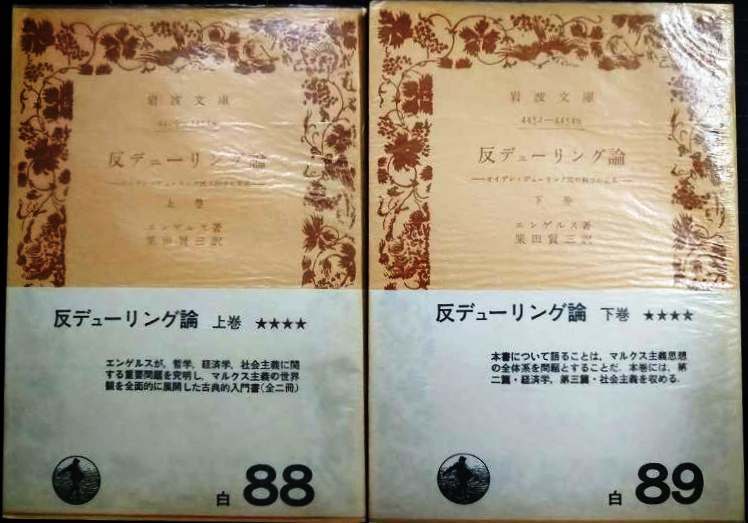 岩波文庫
反デューリング論
上巻
エンゲルス著
栗田賢三訳
反デューリング論 上巻 ★★★★
エンゲルスが，哲学，経済学，社会主義に関
する重要問題を究明し，マルクス主義の世界
観を全面的に展開した古典的入門書（全二冊）
白 88
岩波文庫
4454—4454b
反デューリング論
下巻
エンゲルス著
栗田賢三訳
反デューリング論 下巻 ★★★★
本書について語ることは，マルクス主義思想
の全体系を問題とすることだ．本巻には，第
二篇・経済学，第三篇・社会主義を収める．
白 89